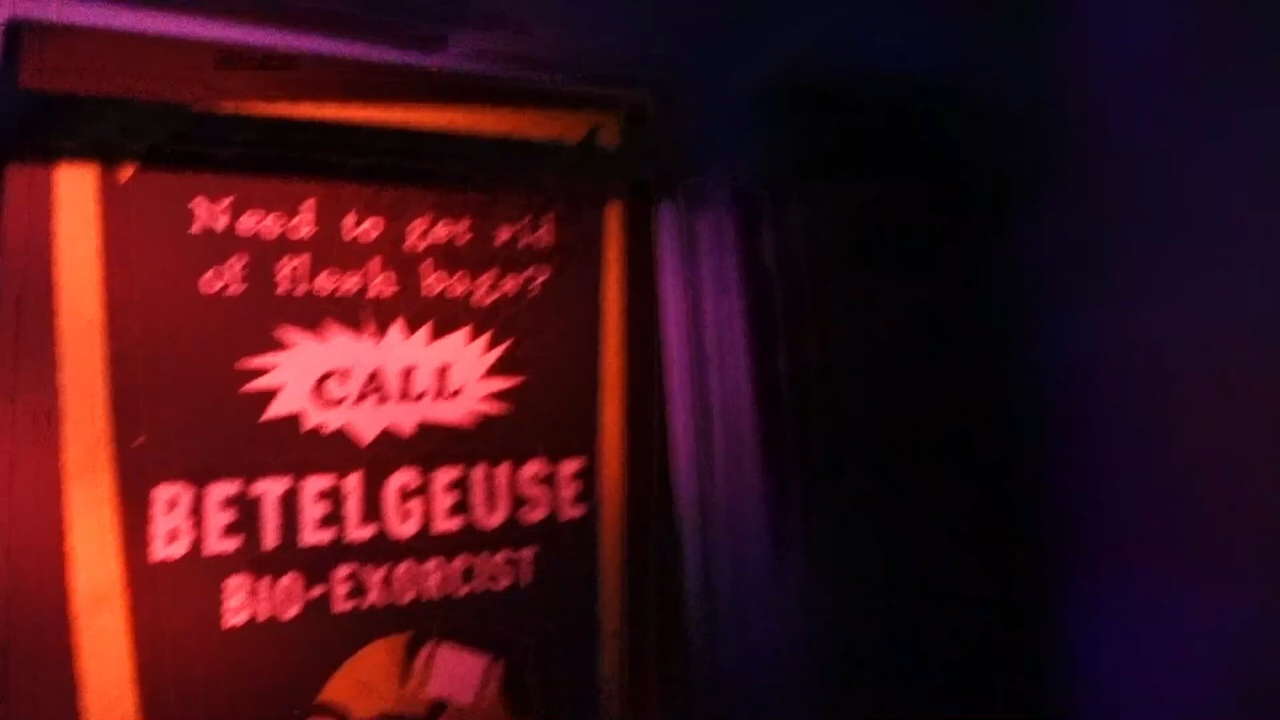 Need to get rid
of flesh bags?
CALL
BETELGEUSE
BIO-EXORCIST